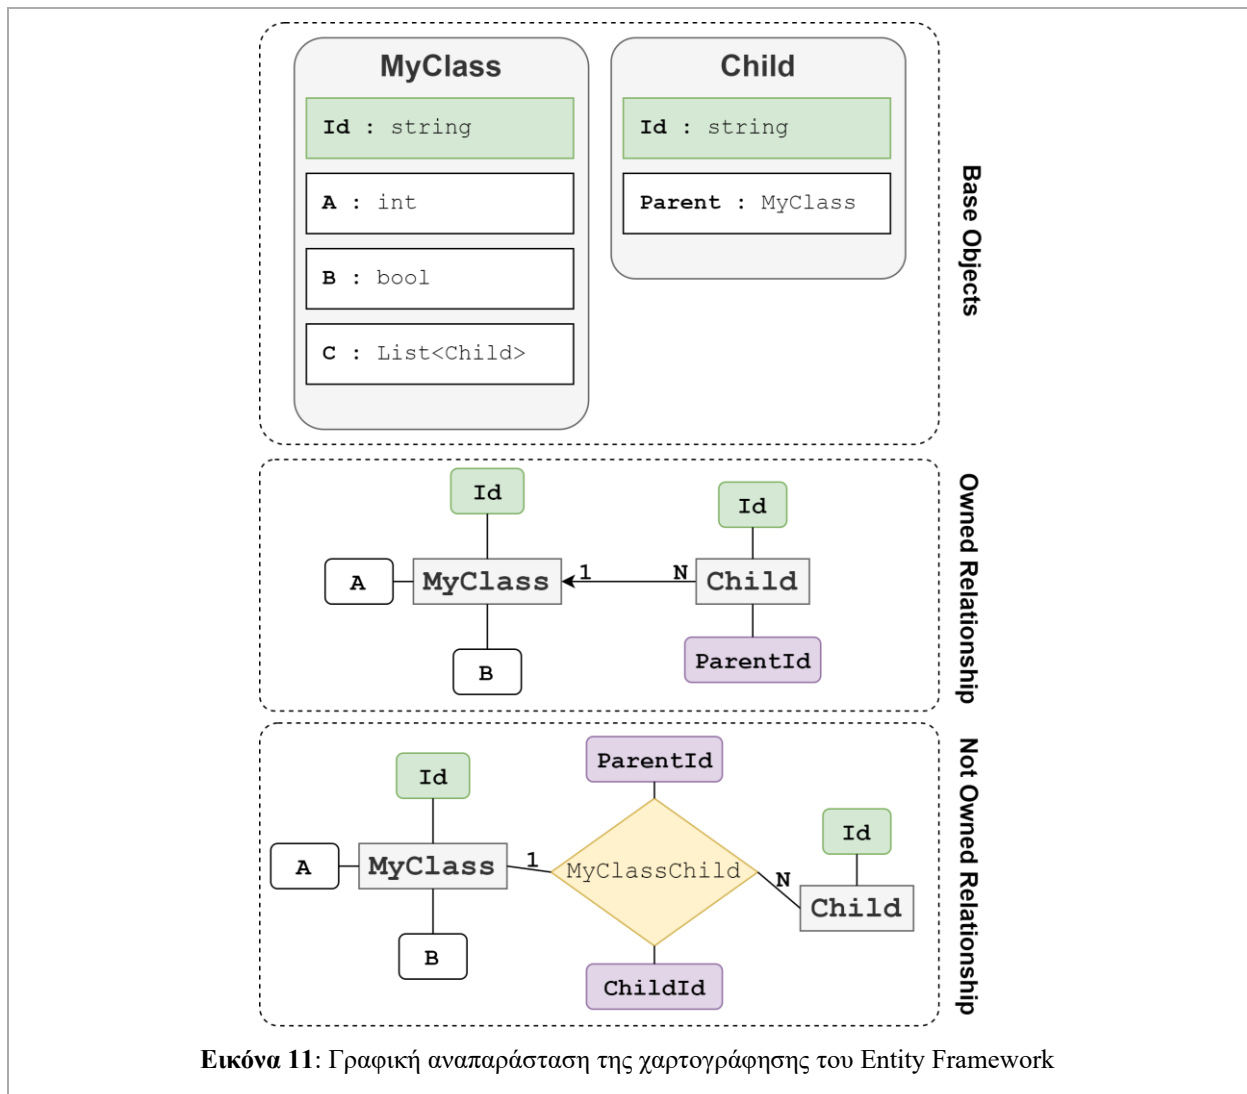 MyClass
Id : string
A : int
B : bool
C : List<Child>
Child
Id : string
Parent : MyClass
Base Objects
Id
A
MyClass
B
1
N
Id
Child
ParentId
Owned Relationship
Id
A
MyClass
B
1
ParentId
MyClassChild
ChildId
N
Id
Child
Not Owned Relationship
Εικόνα 11: Γραφική αναπαράσταση της χαρτογράφησης του Entity Framework